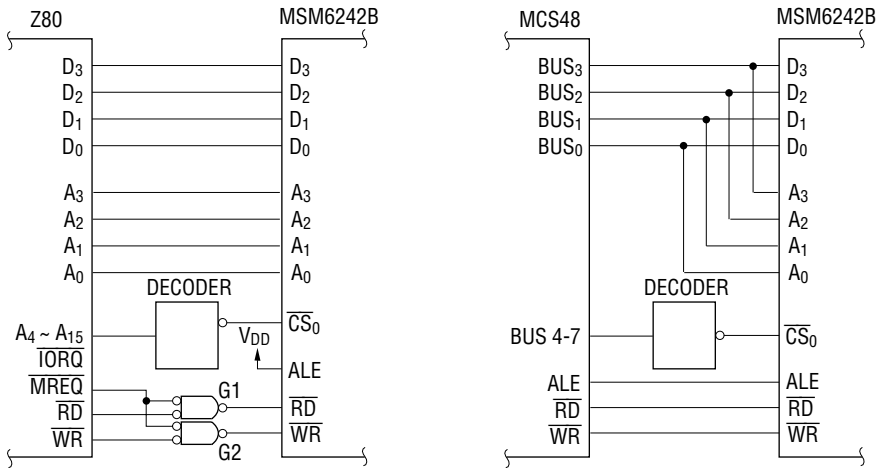 Z80
MSM6242B
D3
D3
D2
D2
D1
D1
D0
D0
A3
A3
A2
A2
A1
A1
A0
A0
DECODER
A4 ~ A15
CS0
IORQ
VDD
ALE
MREQ
G1
RD
RD
WR
WR
G2
MCS48
MSM6242B
BUS3
D3
BUS2
D2
BUS1
D1
BUS0
D0
A3
A2
A1
A0
DECODER
BUS 4-7
CS0
ALE
ALE
RD
RD
WR
WR